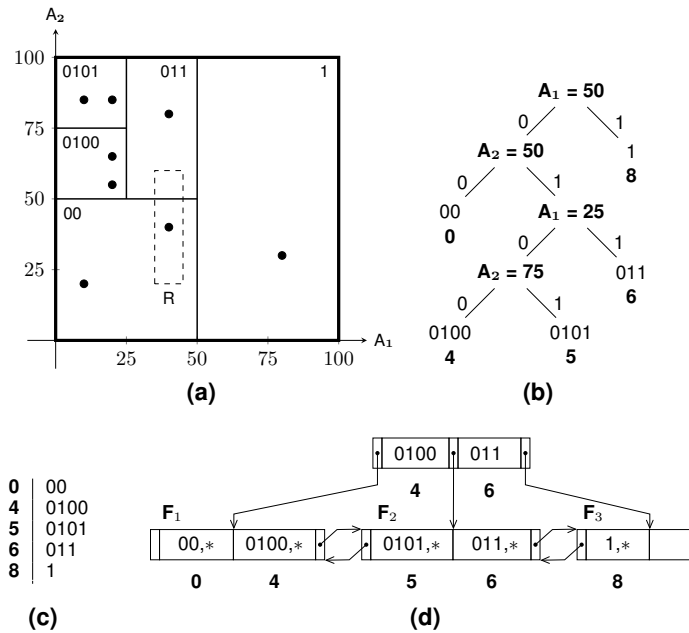 A₂
100
0101
011
1
75
0100
50
00
25
R
25
50
75
100
A₁
(a)
A₁ = 50
0
1
A₂ = 50
1
8
0
1
00
0
A₁ = 25
0
1
A₂ = 75
011
6
0
1
0100
0101
4
5
(b)
0 00
4 0100
5 0101
6 011
8 1
(c)
0100 011
4 6
F₁ F₂ F₃
00,* 0100,* 0101,* 011,* 1,*
0 4 5 6 8
(d)